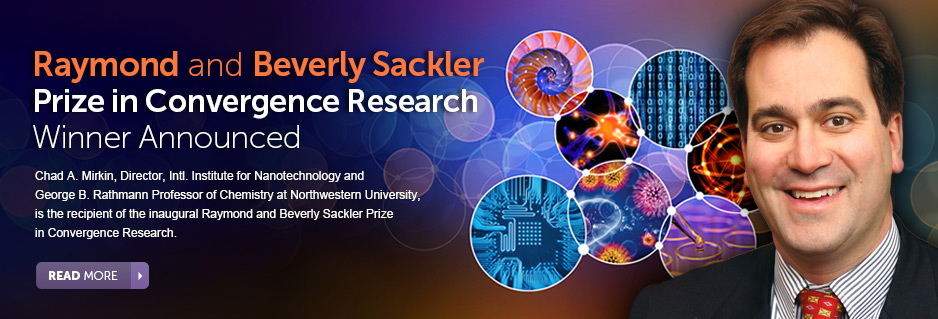 Raymond and Beverly Sackler
Prize in Convergence Research
Winner Announced
Chad A. Mirkin, Director, Intl. Institute for Nanotechnology and
George B. Rathmann Professor of Chemistry at Northwestern University,
is the recipient of the inaugural Raymond and Beverly Sackler Prize
in Convergence Research.
READ MORE